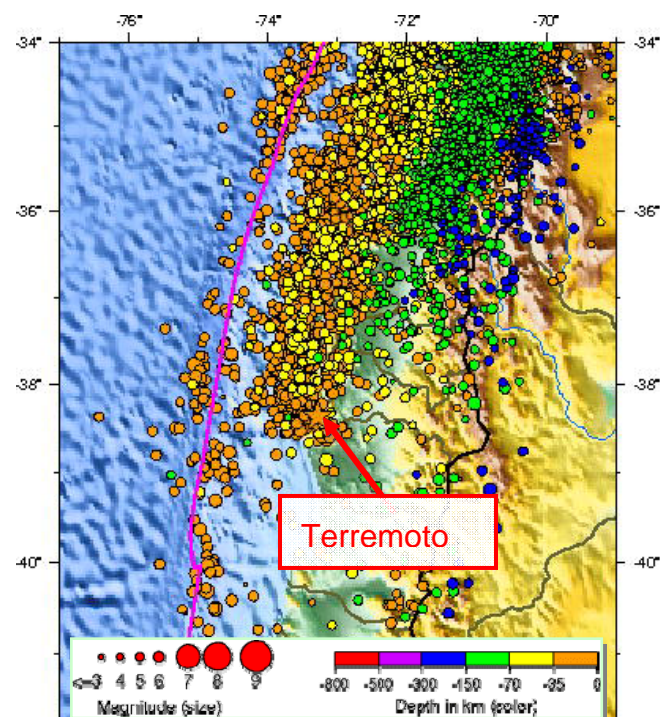 -76° -74° -72° -70°
-34° -34°
-36° -36°
-38° -38°
Terremoto
-40° -40°
<=3 4 5 6 7 8 9
Magnitude (size)
-800 -500 -300 -150 -70 -35 0
Depth in km (color)